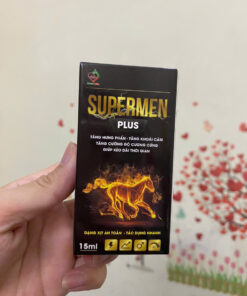 SUPERMEN
PLUS
TĂNG HƯNG PHẤN - TĂNG KHOÁI CẢM
TĂNG CƯỜNG ĐỘ CƯƠNG CỨNG
GIÚP KÉO DÀI THỜI GIAN
DẠNG XỊT AN TOÀN - TÁC DỤNG NHANH
15ml